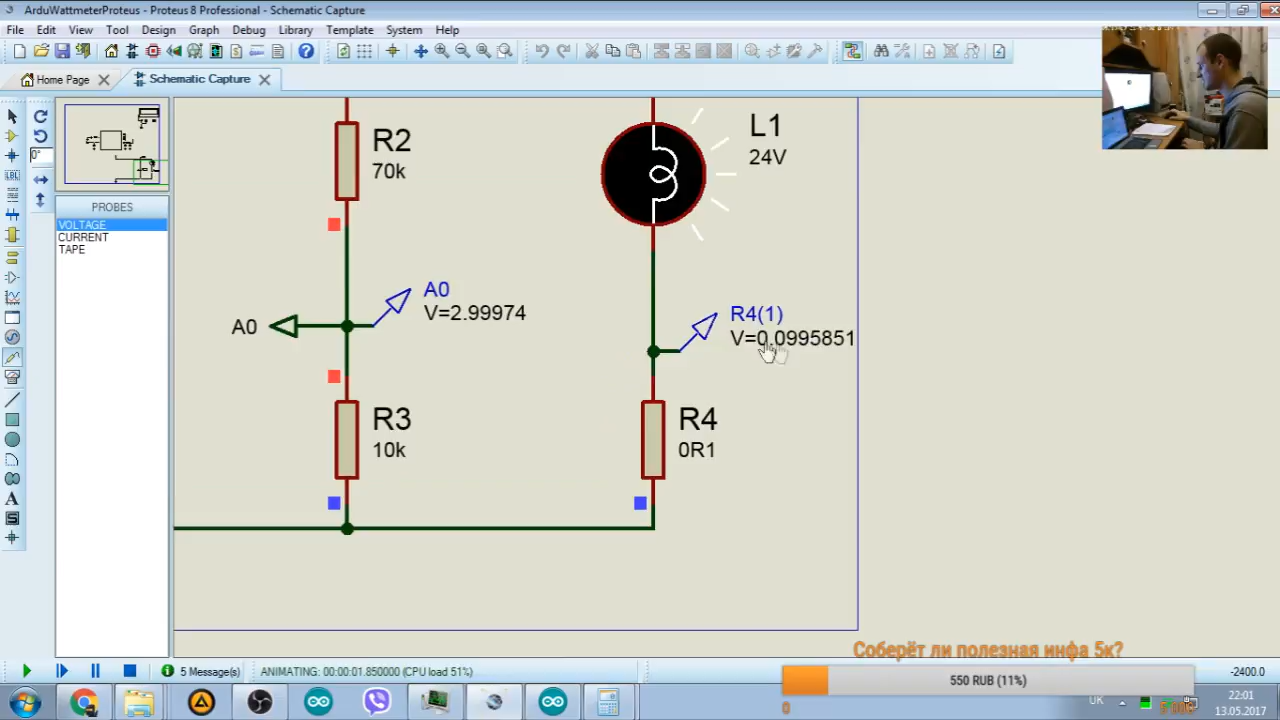 ArduWattmeterProteus - Proteus 8 Professional - Schematic Capture
File Edit View Tool Design Graph Debug Library Template System Help
Home Page
Schematic Capture
0°
PROBES
VOLTAGE
CURRENT
TAPE
R2
70k
L1
24V
A0
V=2.99974
A0
R4(1)
V=0.0995851
R3
10k
R4
0R1
Соберёт ли полезная инфа 5к?
550 RUB (11%)
0
5 Message(s)
ANIMATING: 00:00:01.850000 (CPU load 51%)
-2400.0
UK
22:01
13.05.2017